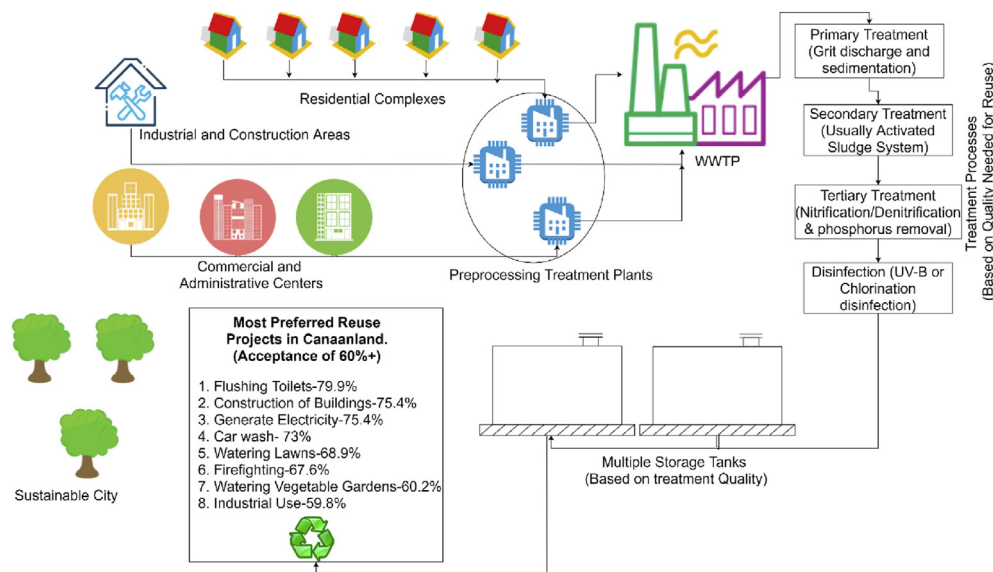 Residential Complexes
Industrial and Construction Areas
Commercial and
Administrative Centers
Preprocessing Treatment Plants
WWTP
Primary Treatment
(Grit discharge and
sedimentation)
Secondary Treatment
(Usually Activated
Sludge System)
Tertiary Treatment
(Nitrification/Denitrification
& phosphorus removal)
Disinfection (UV-B or
Chlorination
disinfection)
Treatment Processes
(Based on Quality Needed for Reuse)
Multiple Storage Tanks
(Based on treatment Quality)
Most Preferred Reuse
Projects in Canaanland.
(Acceptance of 60%+)
1. Flushing Toilets-79.9%
2. Construction of Buildings-75.4%
3. Generate Electricity-75.4%
4. Car wash- 73%
5. Watering Lawns-68.9%
6. Firefighting-67.6%
7. Watering Vegetable Gardens-60.2%
8. Industrial Use-59.8%
Sustainable City